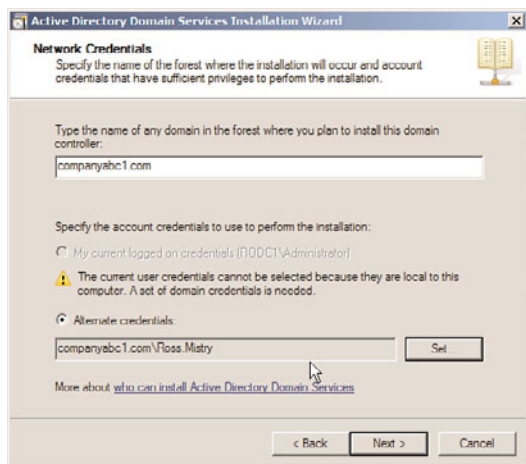 Active Directory Domain Services Installation Wizard
Network Credentials
Specify the name of the forest where the installation will occur and account
credentials that have sufficient privileges to perform the installation.
Type the name of any domain in the forest where you plan to install this domain
controller:
companyabc1.com
Specify the account credentials to use to perform the installation:
My current logged on credentials (RODC1\Administrator)
The current user credentials cannot be selected because they are local to this
computer. A set of domain credentials is needed.
Alternate credentials:
companyabc1.com\Ross.Mistry
Set...
More about who can install Active Directory Domain Services
< Back
Next >
Cancel